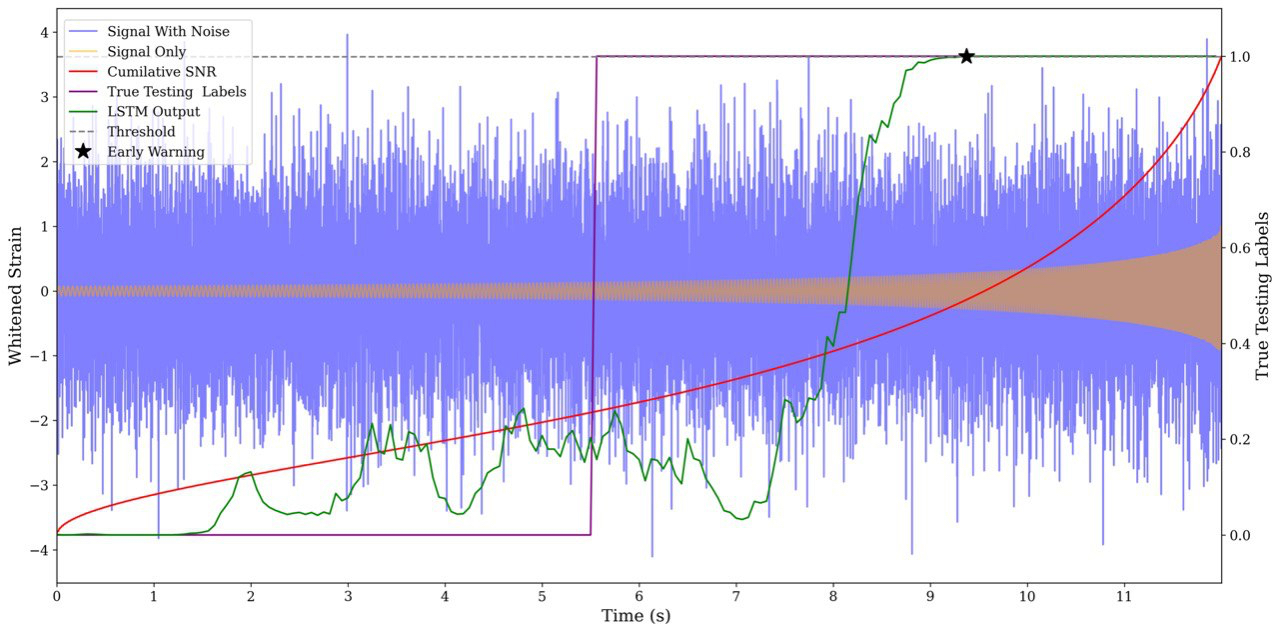 Signal With Noise
Signal Only
Cumilative SNR
True Testing  Labels
LSTM Output
Threshold
Early Warning
4
3
2
1
0
−1
−2
−3
−4
Whitened Strain
1.0
0.8
0.6
0.4
0.2
0.0
True Testing Labels
0 1 2 3 4 5 6 7 8 9 10 11
Time (s)